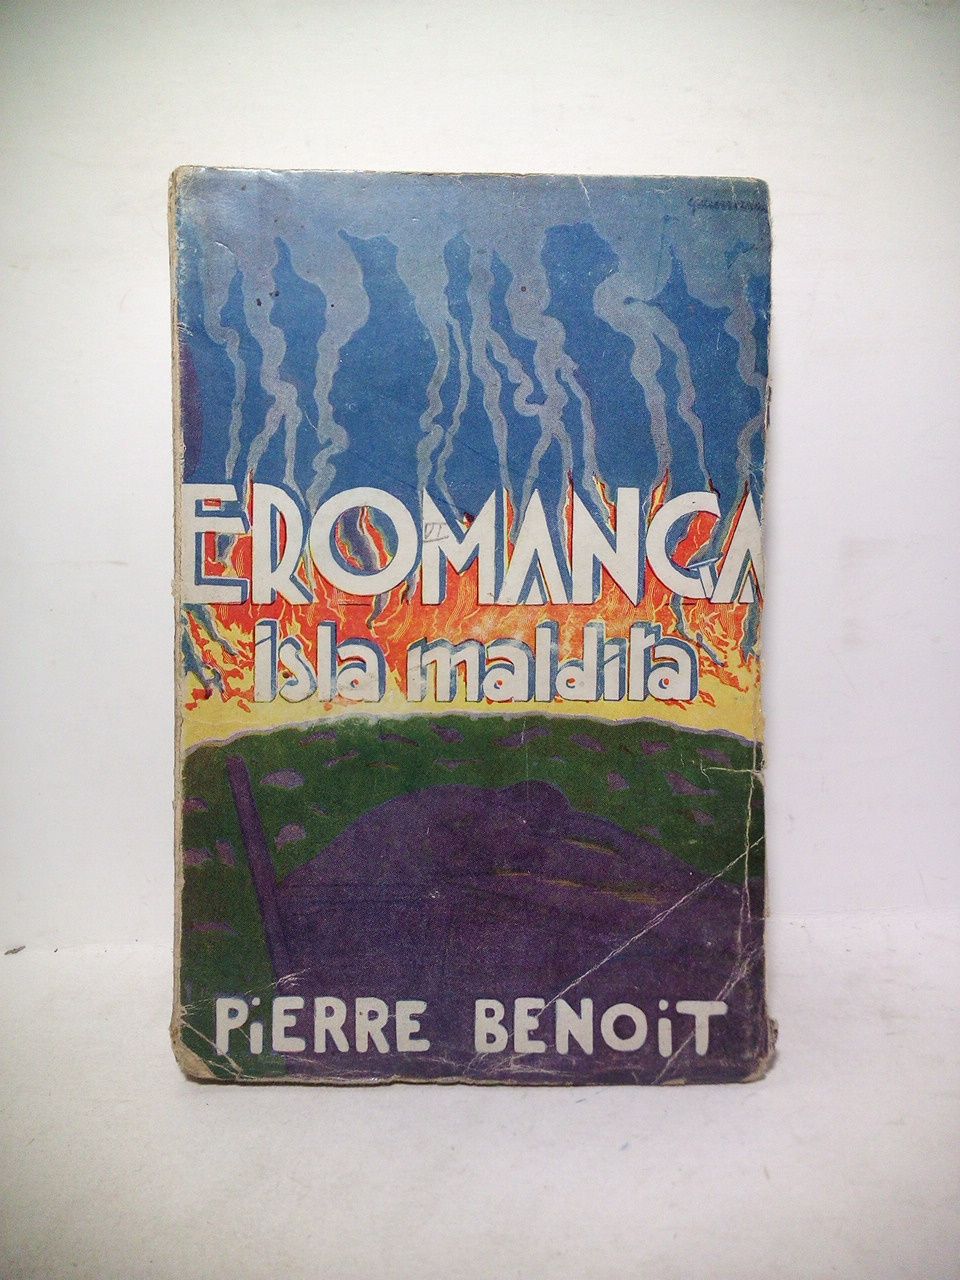 EROMANGA
isla maldita
PiERRE BENOiT